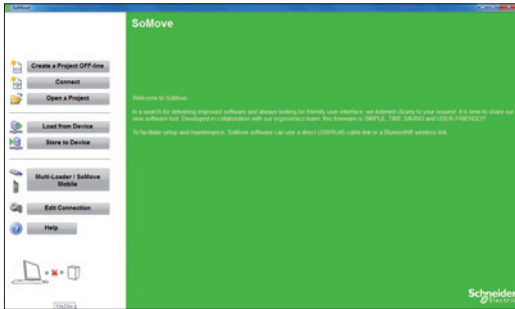 SoMove
SoMove
Create a Project OFF-line
Connect
Open a Project
Load from Device
Store to Device
Multi-Loader / SoMove
Mobile
Edit Connection
Help
Welcome to SoMove
In a search for delivering improved software and always looking for friendly user interface, we listened closely to your request. It is time to share our
new software tool. Developed in collaboration with our ergonomics team, this freeware is SIMPLE, TIME SAVING and USER-FRENDLY!
To facilitate setup and maintenance, SoMove software can use a direct USB/RJ45 cable link or a Bluetooth® wireless link.
Schneider
Electric